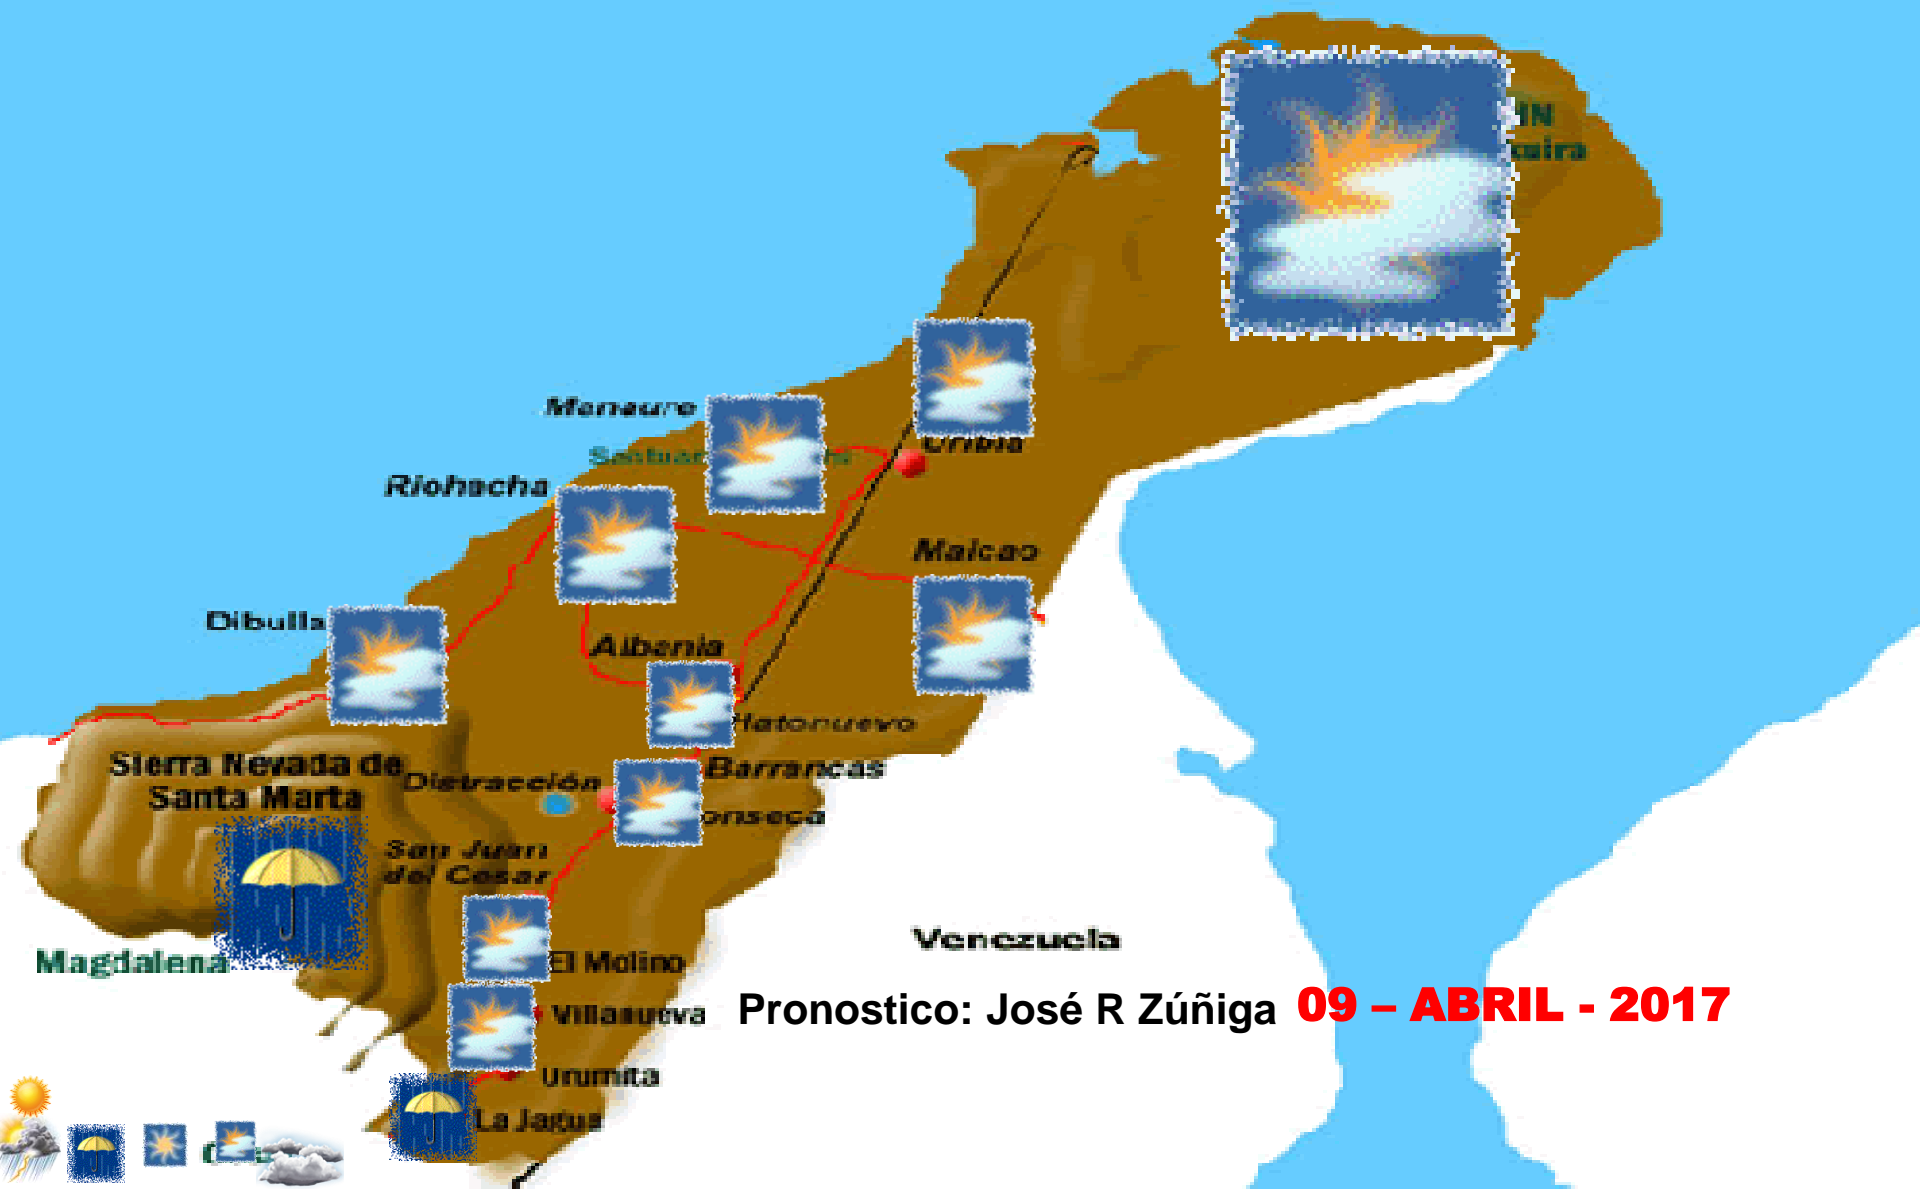 Manaure
Uribia
Riohacha
Maicao
Dibulla
Albania
Hatonuevo
Sierra Nevada de
Santa Marta
Distracción
Barrancas
onseca
San Juan
del Cesar
Venezuela
Magdalena
El Molino
Pronostico: José R Zúñiga 09 – ABRIL - 2017
Villanueva
Urumita
La Jagua